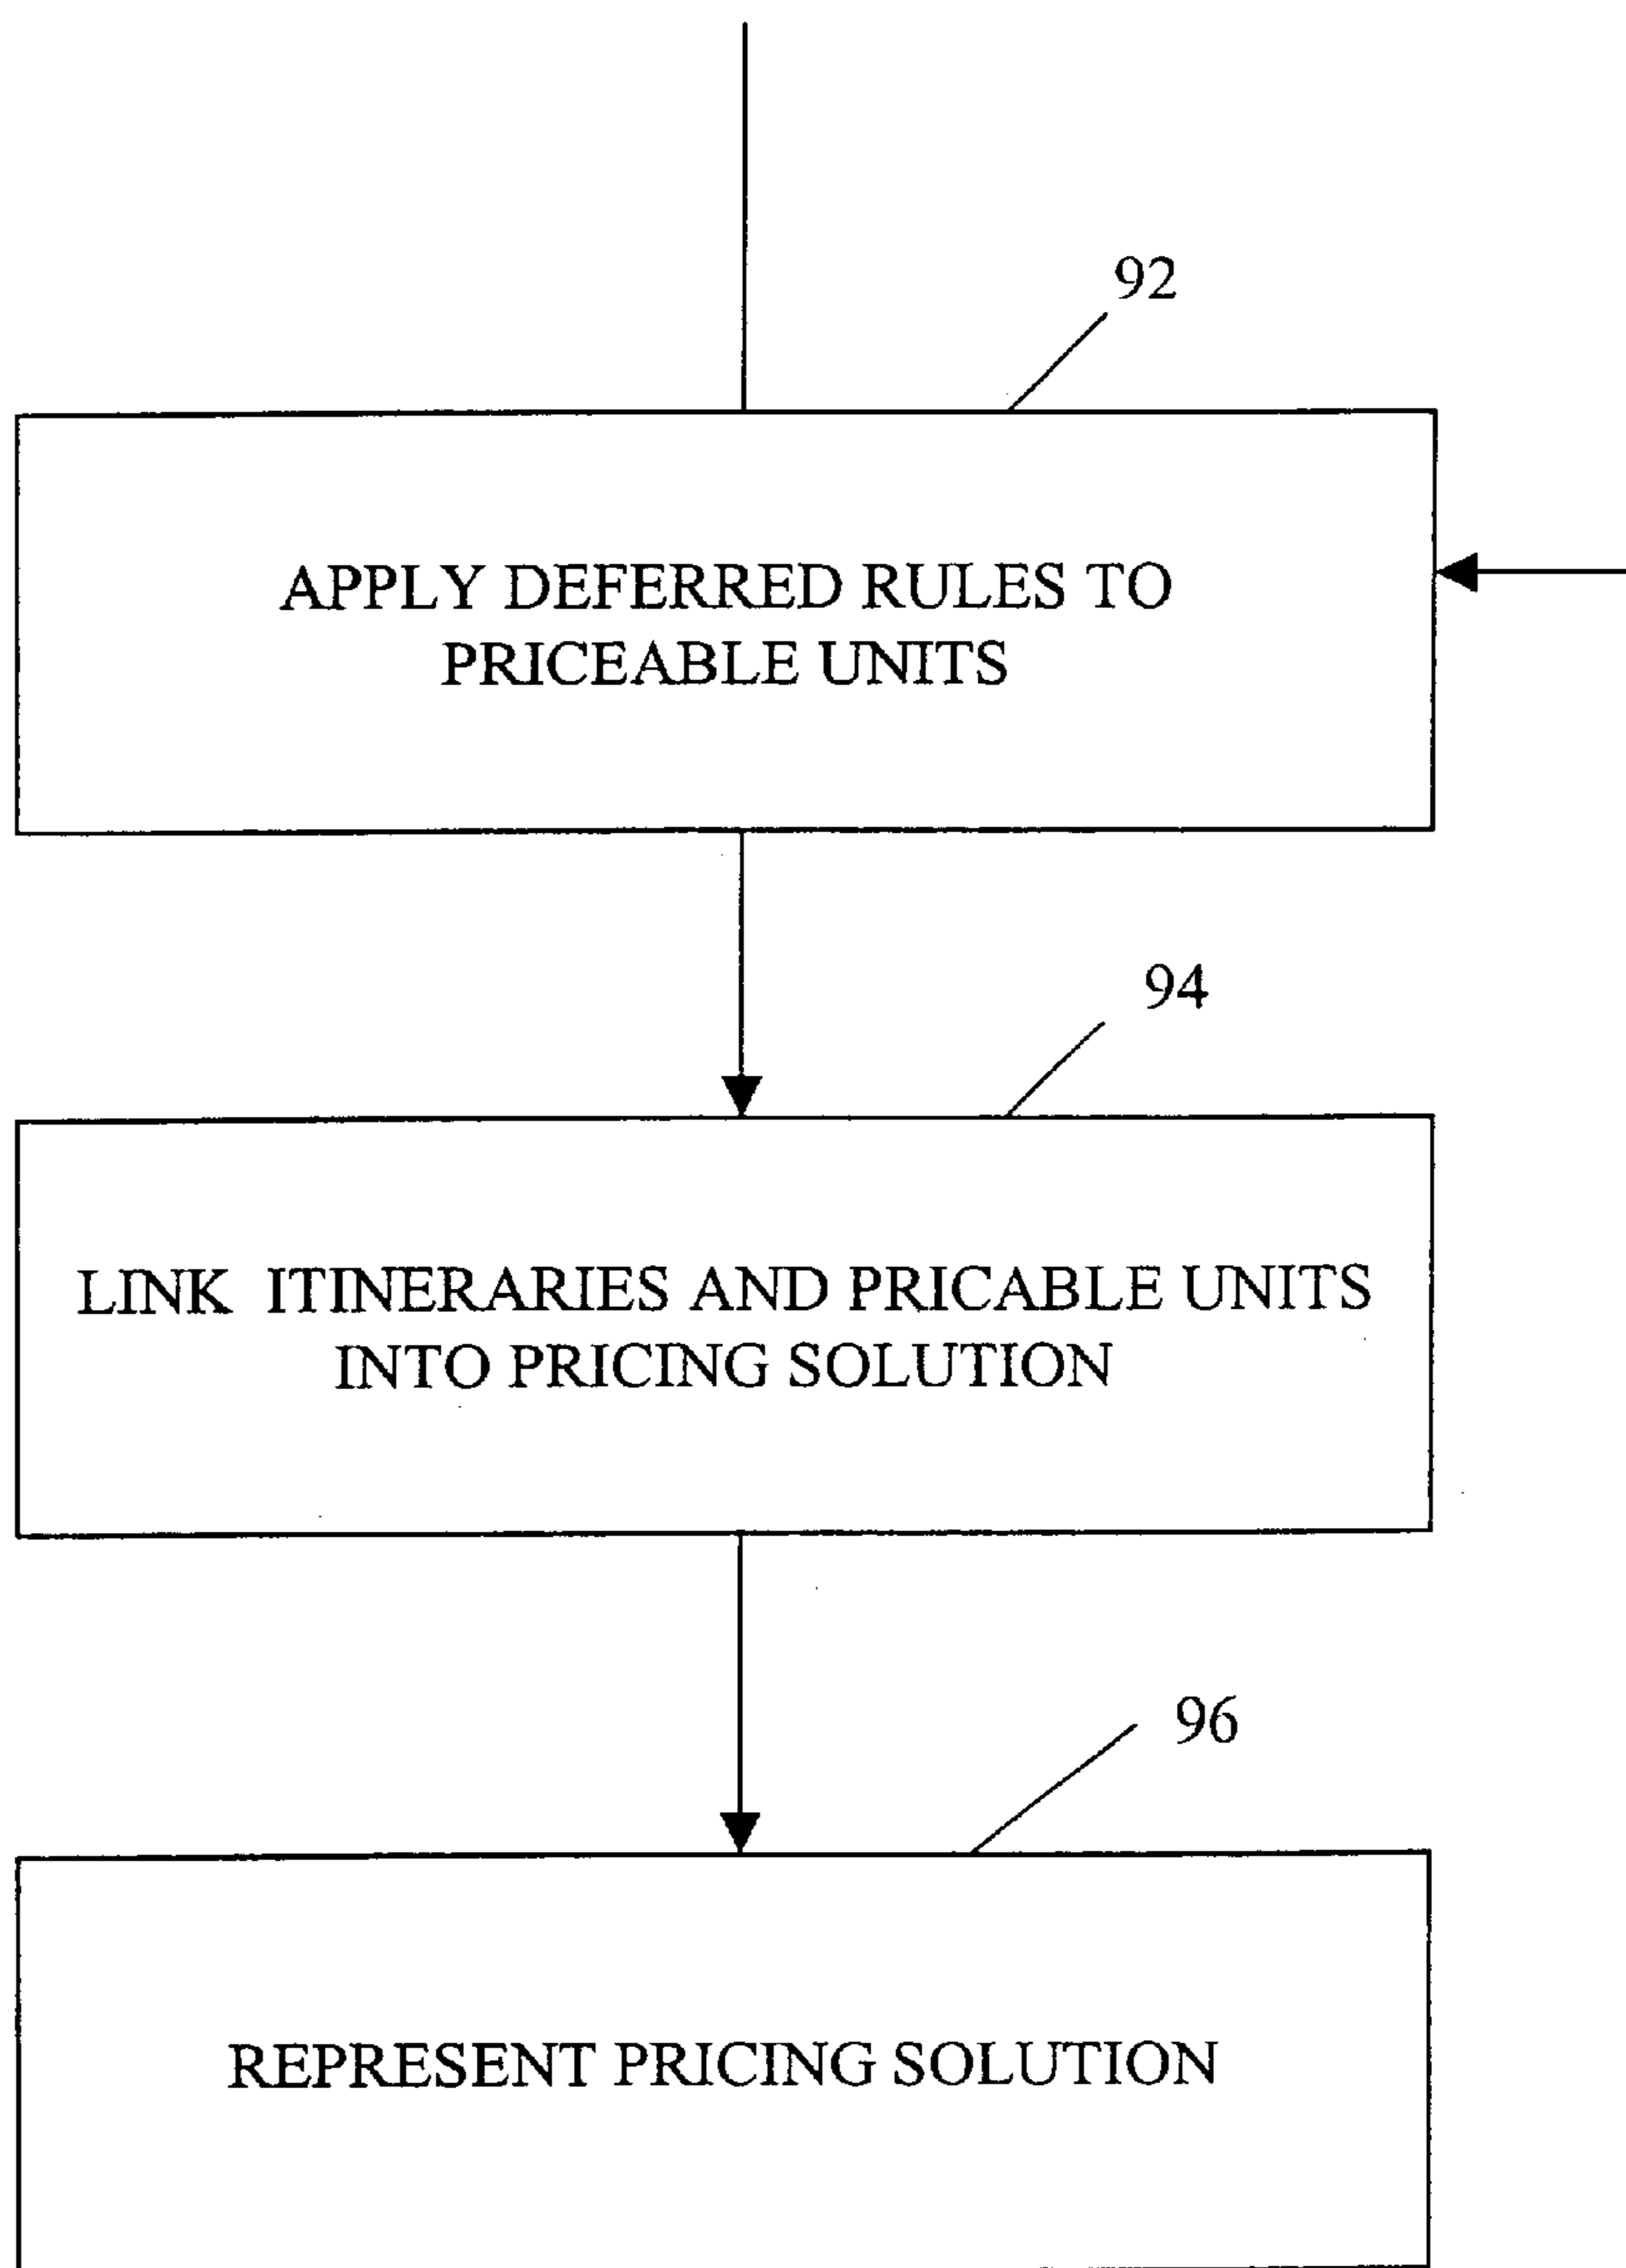 92
APPLY DEFERRED RULES TO
PRICEABLE UNITS
94
LINK ITINERARIES AND PRICABLE UNITS
INTO PRICING SOLUTION
96
REPRESENT PRICING SOLUTION